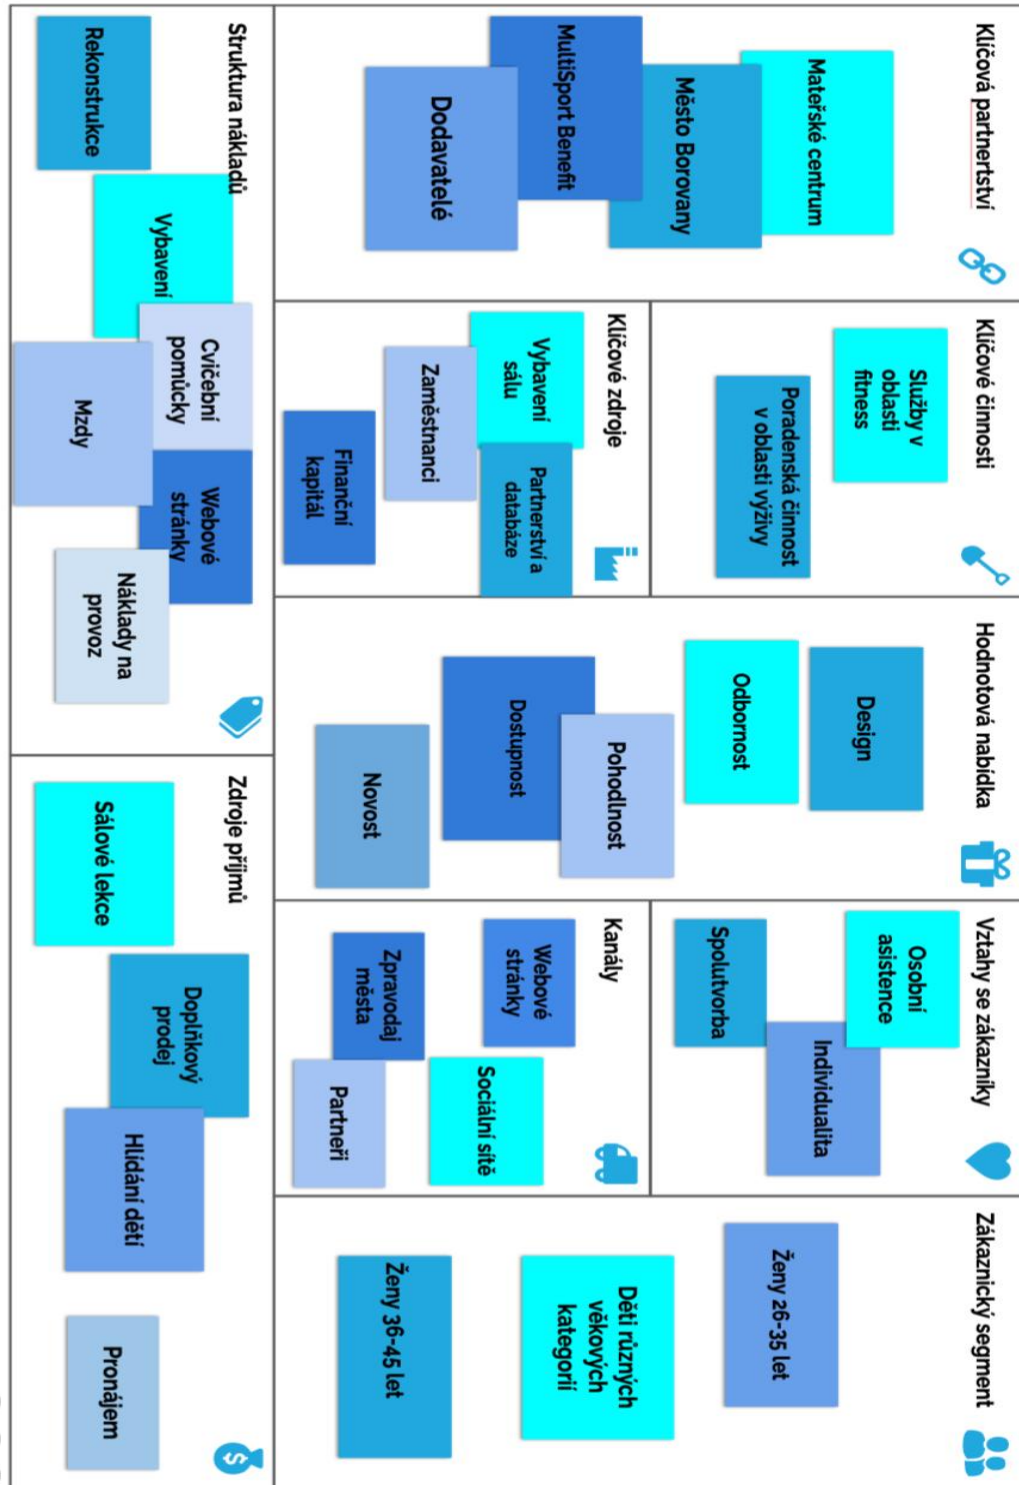 Klíčová partnertství
Mateřské centrum
Město Borovany
MultiSport Benefit
Dodavatelé
Klíčové činnosti
Služby v
oblasti
fitness
Poradenská činnost
v oblasti výživy
Klíčové zdroje
Vybavení
sálu
Partnerství a
databáze
Zaměstnanci
Finanční
kapitál
Hodnotová nabídka
Design
Odbornost
Pohodlnost
Dostupnost
Novost
Vztahy se zákazníky
Osobní
asistence
Individualita
Spolutvorba
Kanály
Webové
stránky
Sociální sítě
Zpravodaj
města
Partneři
Zákaznický segment
Ženy 26-35 let
Děti různých
věkových
kategorií
Ženy 36-45 let
Struktura nákladů
Rekonstrukce
Vybavení
Cvičební
pomůcky
Mzdy
Webové
stránky
Náklady na
provoz
Zdroje příjmů
Sálové lekce
Doplňkový
prodej
Hlídání dětí
Pronájem
$